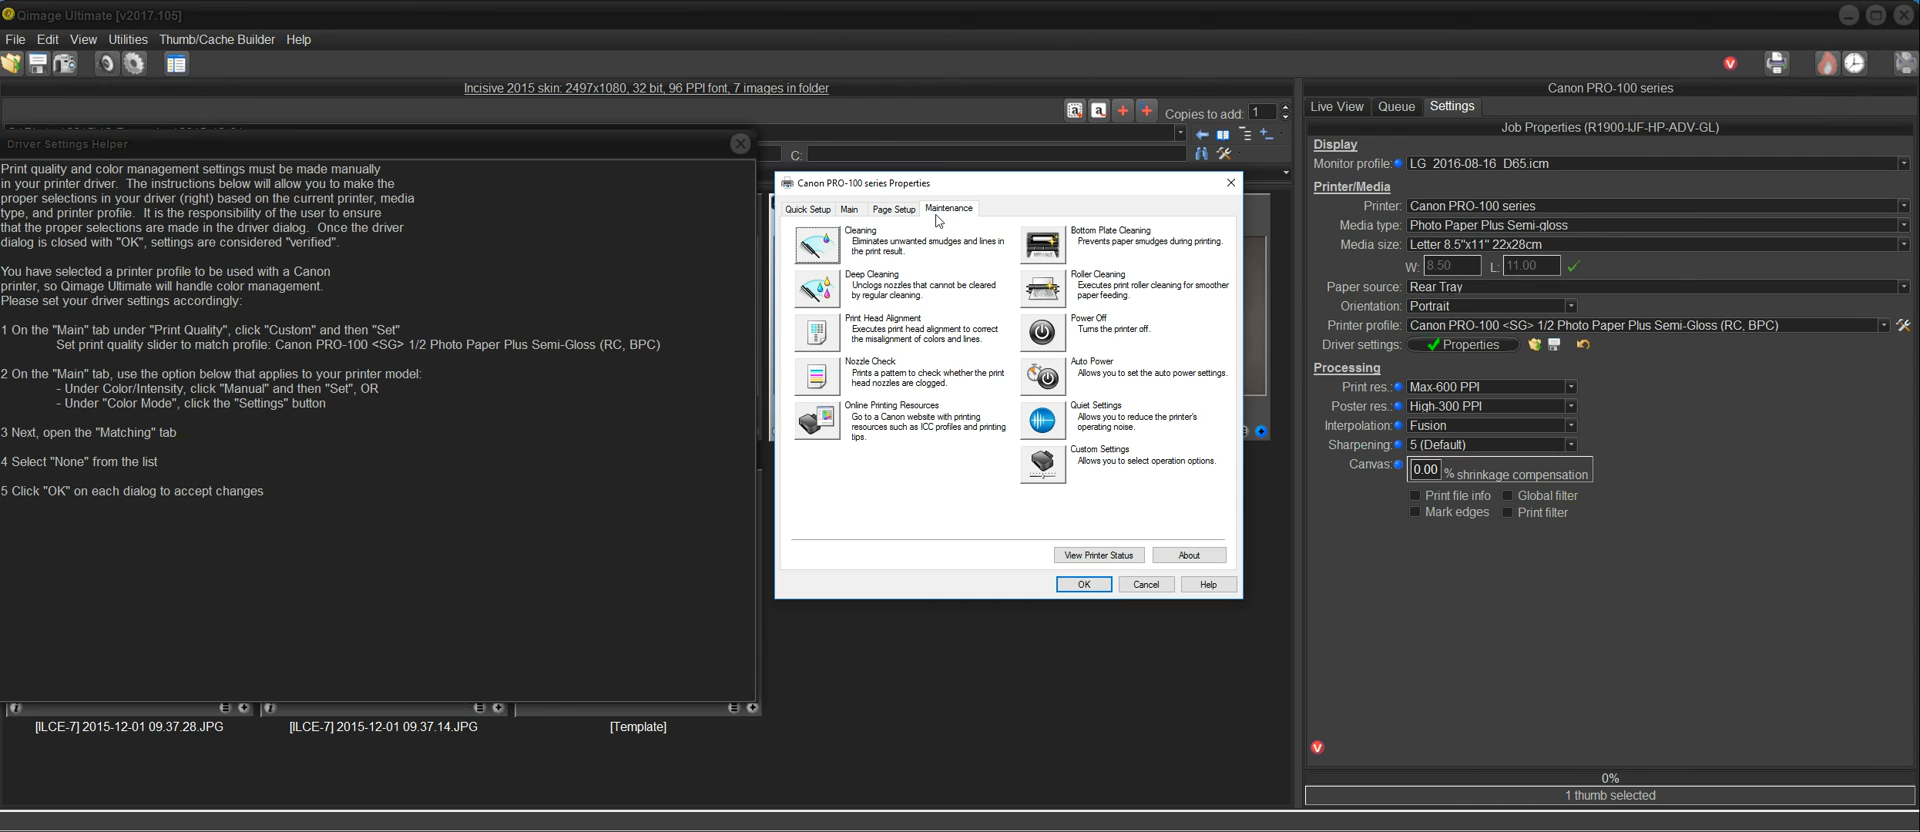 Qimage Ultimate [v2017.105]
File Edit View Utilities Thumb/Cache Builder Help
Incisive 2015 skin: 2497x1080, 32 bit, 96 PPI font, 7 images in folder
Copies to add: 1
C:
Driver Settings Helper
Print quality and color management settings must be made manually
in your printer driver. The instructions below will allow you to make the
proper selections in your driver (right) based on the current printer, media
type, and printer profile. It is the responsibility of the user to ensure
that the proper selections are made in the driver dialog. Once the driver
dialog is closed with "OK", settings are considered "verified".
You have selected a printer profile to be used with a Canon
printer, so Qimage Ultimate will handle color management.
Please set your driver settings accordingly:
1 On the "Main" tab under "Print Quality", click "Custom" and then "Set"
Set print quality slider to match profile: Canon PRO-100 <SG> 1/2 Photo Paper Plus Semi-Gloss (RC, BPC)
2 On the "Main" tab, use the option below that applies to your printer model:
- Under Color/Intensity, click "Manual" and then "Set", OR
- Under "Color Mode", click the "Settings" button
3 Next, open the "Matching" tab
4 Select "None" from the list
5 Click "OK" on each dialog to accept changes
[ILCE-7] 2015-12-01 09.37.28.JPG
[ILCE-7] 2015-12-01 09.37.14.JPG
[Template]
Canon PRO-100 series Properties
Quick Setup Main Page Setup Maintenance
Cleaning
Eliminates unwanted smudges and lines in
the print result.
Deep Cleaning
Unclogs nozzles that cannot be cleared
by regular cleaning.
Print Head Alignment
Executes print head alignment to correct
the misalignment of colors and lines.
Nozzle Check
Prints a pattern to check whether the print
head nozzles are clogged.
Online Printing Resources
Go to a Canon website with printing
resources such as ICC profiles and printing
tips.
Bottom Plate Cleaning
Prevents paper smudges during printing.
Roller Cleaning
Executes print roller cleaning for smoother
paper feeding.
Power Off
Turns the printer off.
Auto Power
Allows you to set the auto power settings.
Quiet Settings
Allows you to reduce the printer's
operating noise.
Custom Settings
Allows you to select operation options.
View Printer Status About
OK Cancel Help
Canon PRO-100 series
Live View Queue Settings
Job Properties (R1900-IJF-HP-ADV-GL)
Display
Monitor profile: LG 2016-08-16 D65.icm
Printer/Media
Printer: Canon PRO-100 series
Media type: Photo Paper Plus Semi-gloss
Media size: Letter 8.5"x11" 22x28cm
W: 8.50 L: 11.00
Paper source: Rear Tray
Orientation: Portrait
Printer profile: Canon PRO-100 <SG> 1/2 Photo Paper Plus Semi-Gloss (RC, BPC)
Driver settings: Properties
Processing
Print res.: Max-600 PPI
Poster res.: High-300 PPI
Interpolation: Fusion
Sharpening: 5 (Default)
Canvas: 0.00 % shrinkage compensation
Print file info Global filter
Mark edges Print filter
0%
1 thumb selected